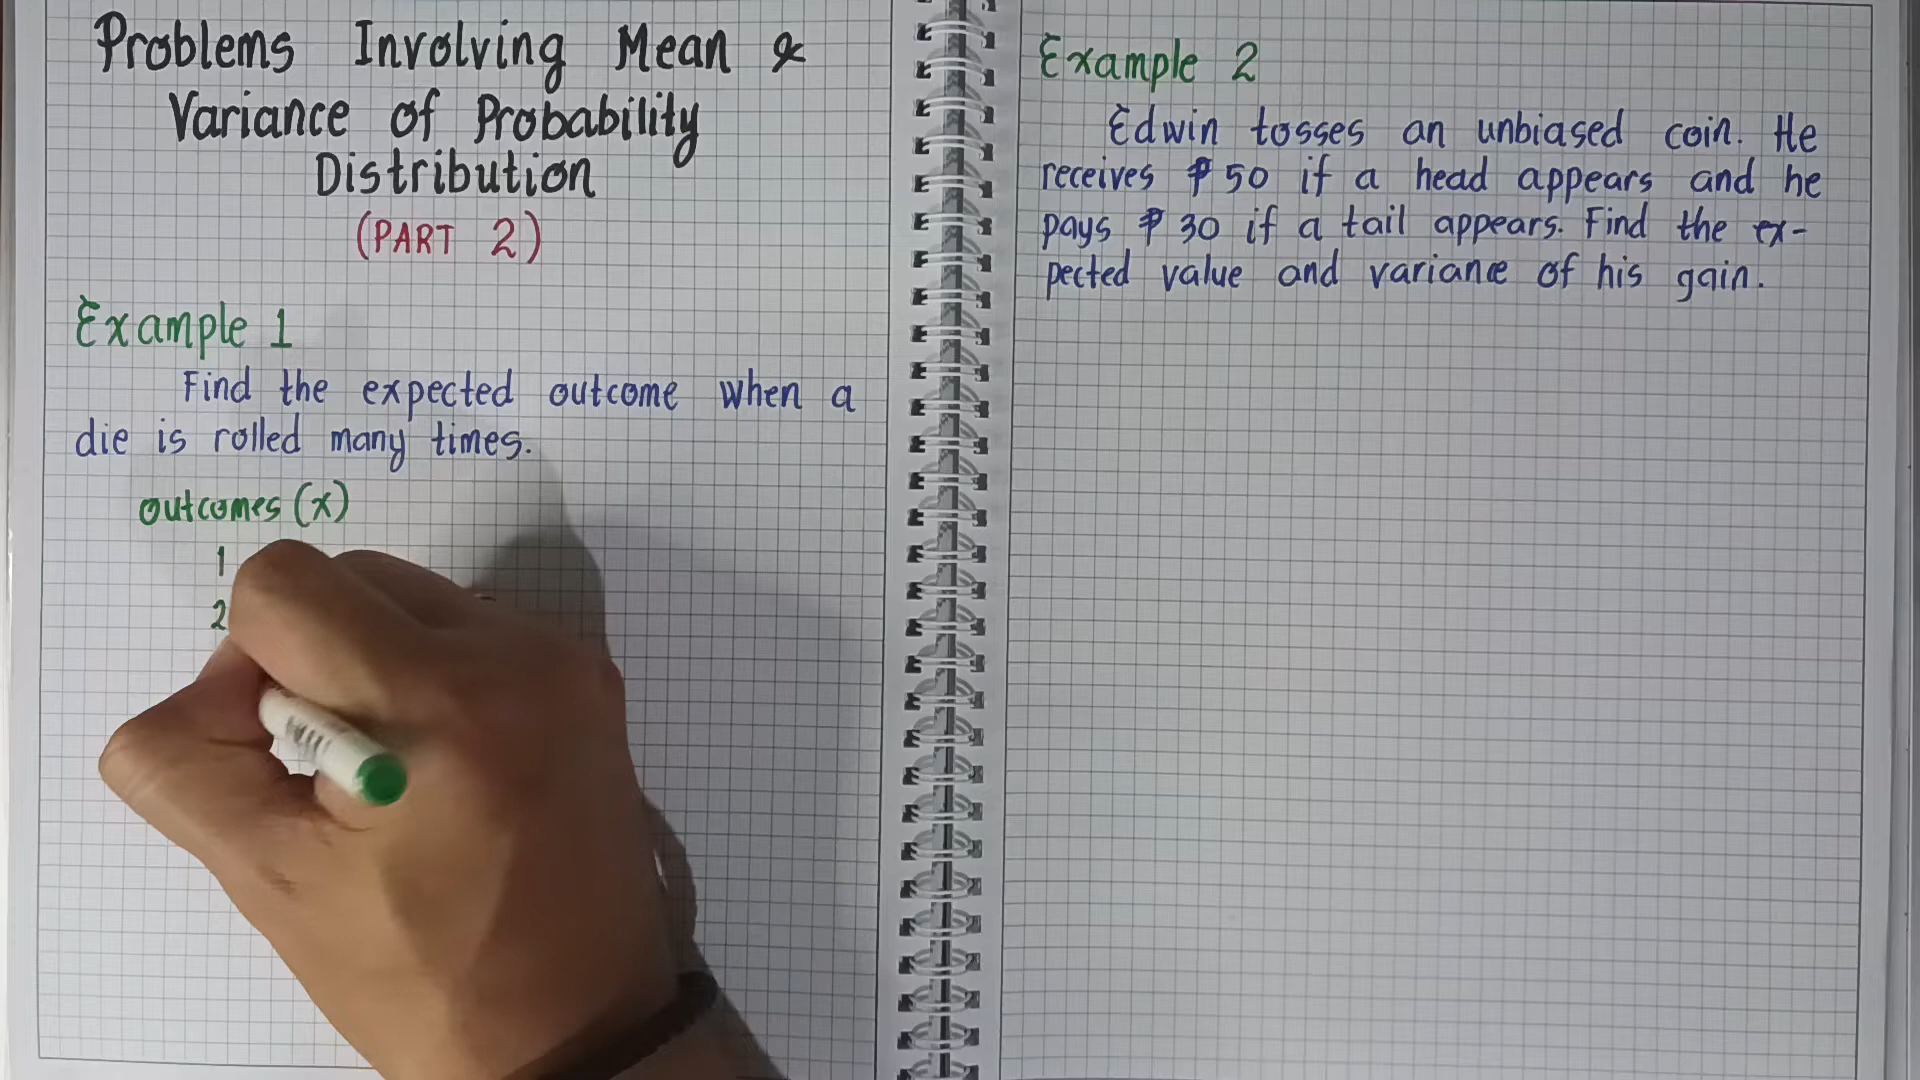 Problems Involving Mean &
Variance of Probability
Distribution
(PART 2)
Example 1
Find the expected outcome when a
die is rolled many times.
outcomes (x)
1
2
Example 2
Edwin tosses an unbiased coin. He
receives ₱50 if a head appears and he
pays ₱30 if a tail appears. Find the ex-
pected value and variance of his gain.